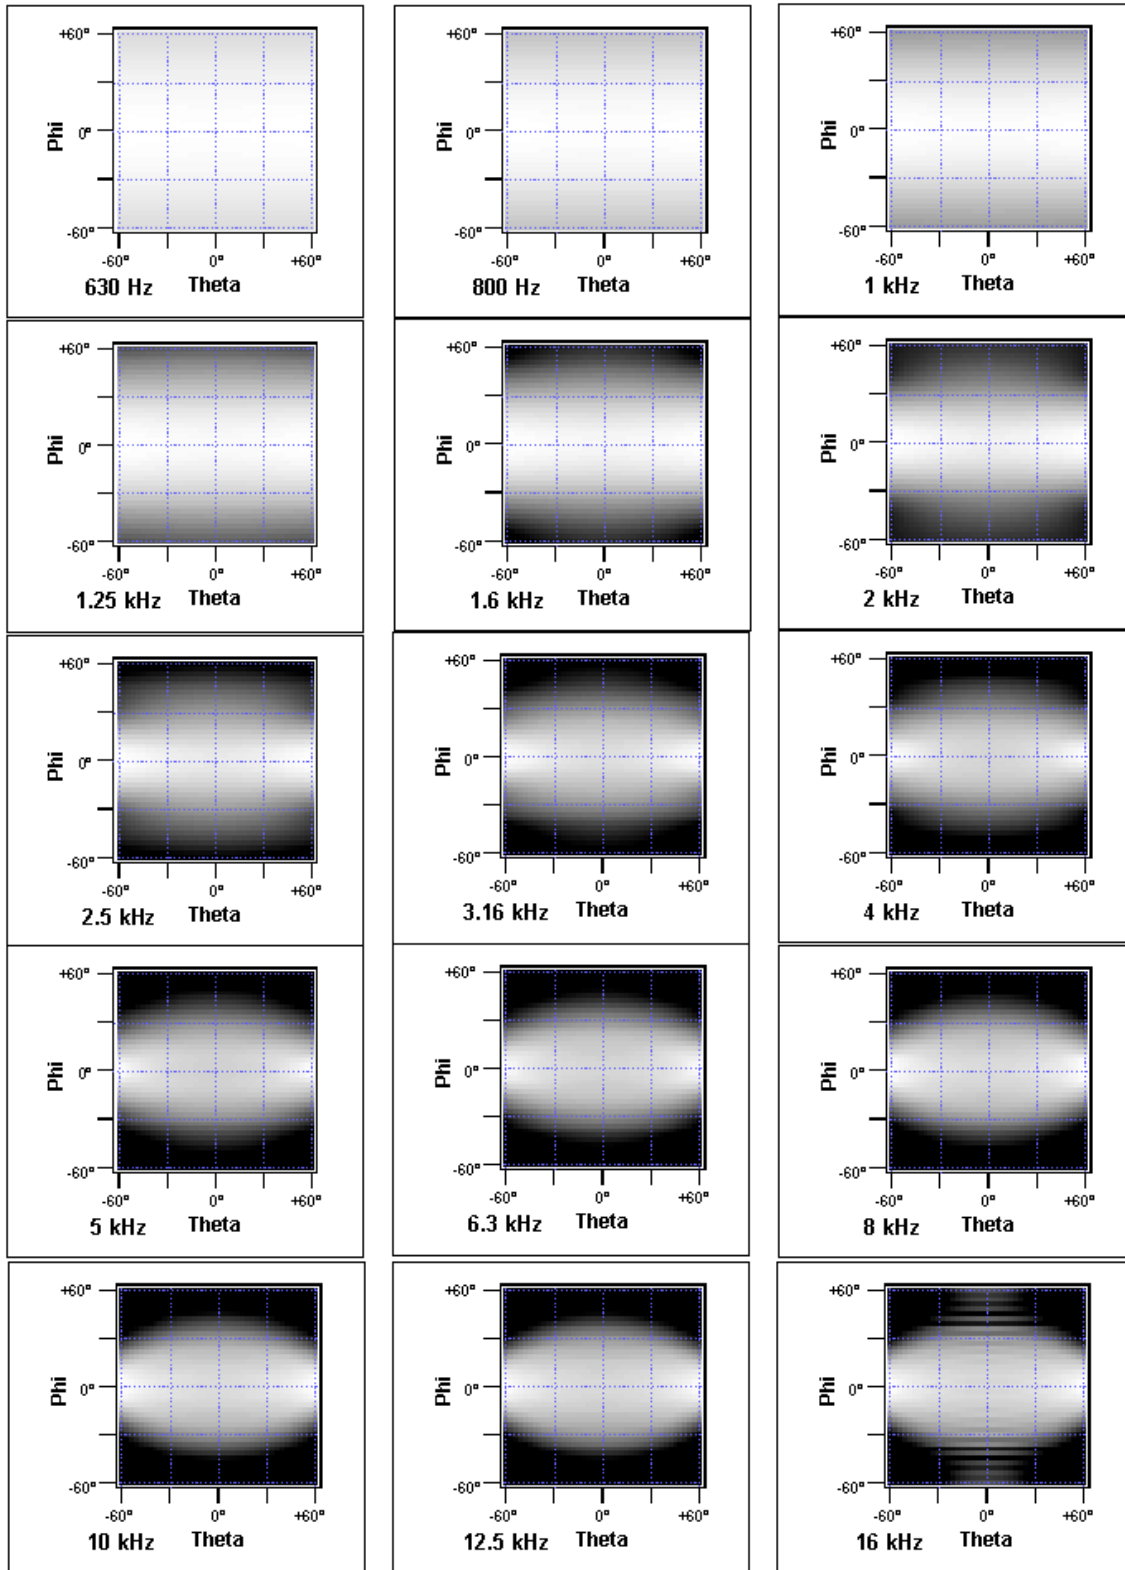 +60°
Phi
0°
-60°
-60° 0° +60°
630 Hz Theta
+60°
Phi
0°
-60°
-60° 0° +60°
800 Hz Theta
+60°
Phi
0°
-60°
-60° 0° +60°
1 kHz Theta
+60°
Phi
0°
-60°
-60° 0° +60°
1.25 kHz Theta
+60°
Phi
0°
-60°
-60° 0° +60°
1.6 kHz Theta
+60°
Phi
0°
-60°
-60° 0° +60°
2 kHz Theta
+60°
Phi
0°
-60°
-60° 0° +60°
2.5 kHz Theta
+60°
Phi
0°
-60°
-60° 0° +60°
3.16 kHz Theta
+60°
Phi
0°
-60°
-60° 0° +60°
4 kHz Theta
+60°
Phi
0°
-60°
-60° 0° +60°
5 kHz Theta
+60°
Phi
0°
-60°
-60° 0° +60°
6.3 kHz Theta
+60°
Phi
0°
-60°
-60° 0° +60°
8 kHz Theta
+60°
Phi
0°
-60°
-60° 0° +60°
10 kHz Theta
+60°
Phi
0°
-60°
-60° 0° +60°
12.5 kHz Theta
+60°
Phi
0°
-60°
-60° 0° +60°
16 kHz Theta